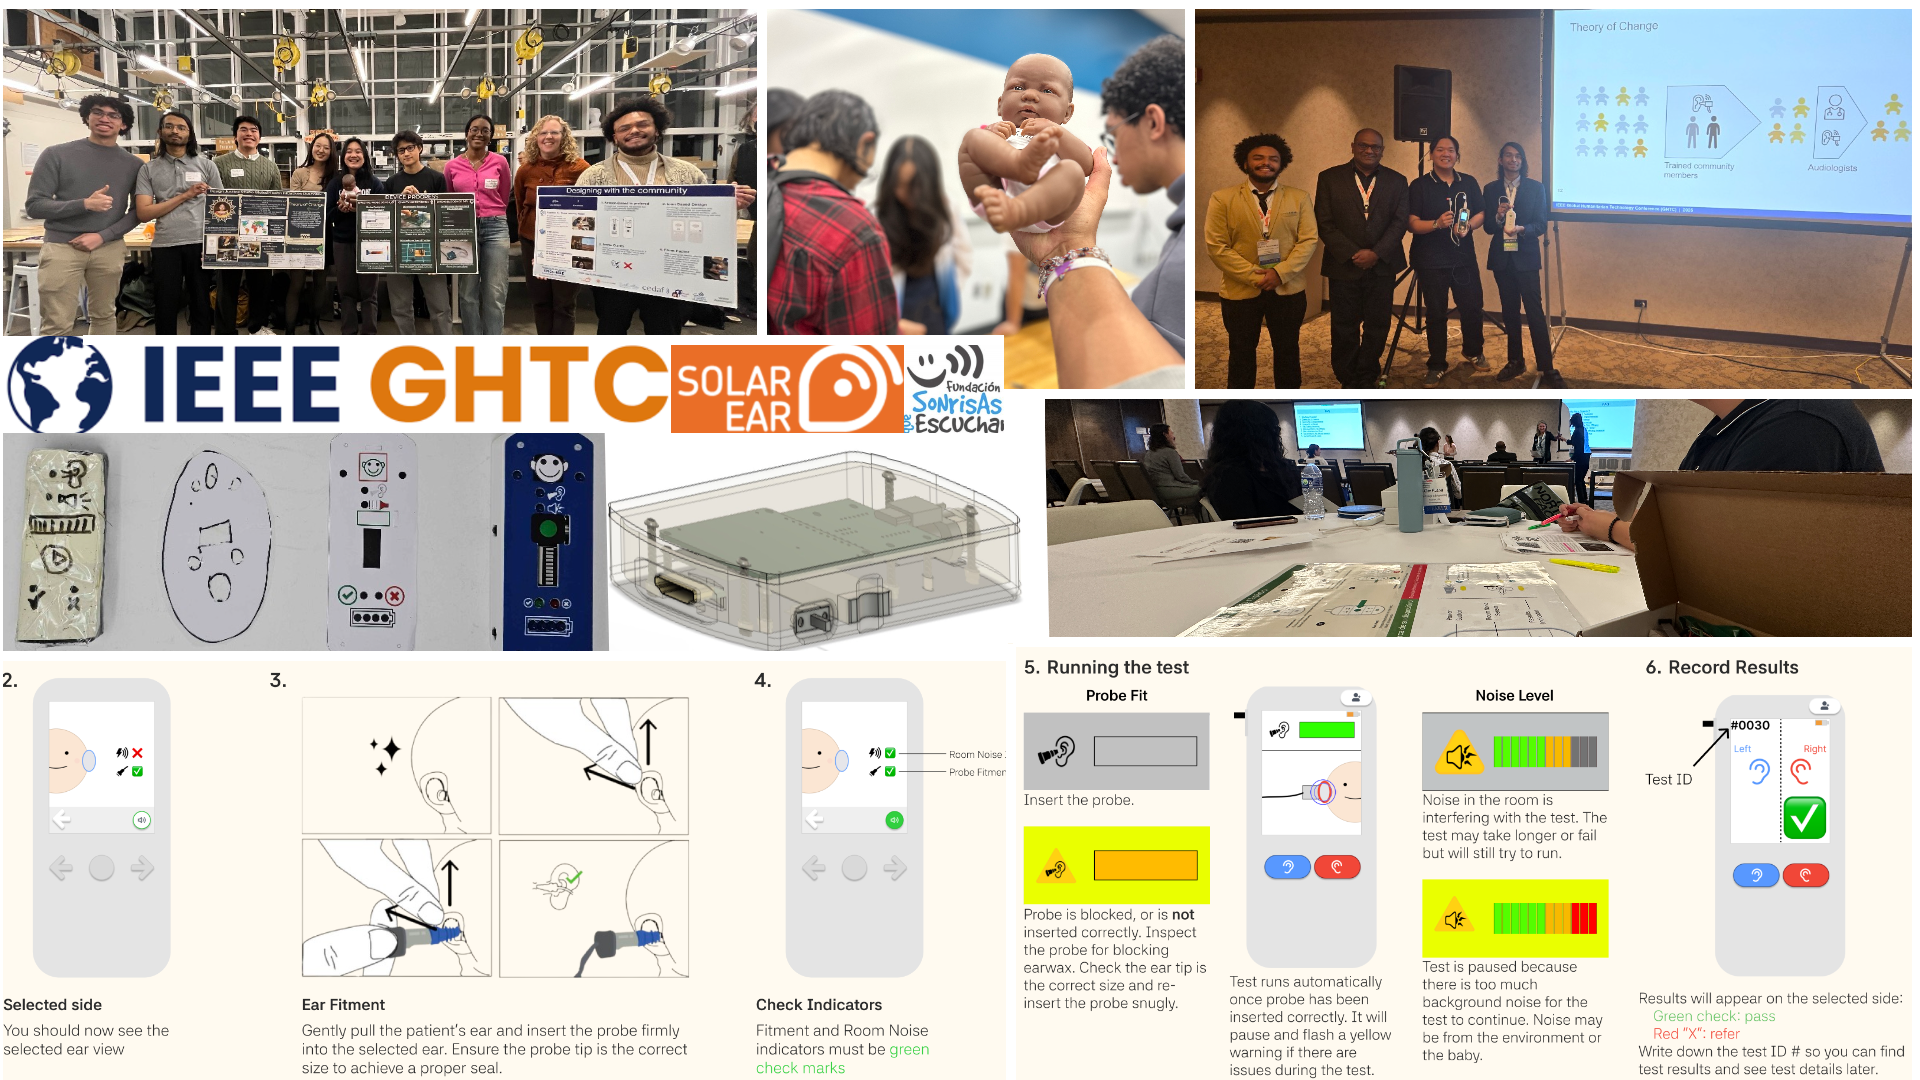 Designing with the community
Theory of Change
Trained community
members
Audiologists
IEEE GHTC
SOLAR
EAR
Fundación
SonrisAs
que
Escuchan
2.
Selected side
You should now see the
selected ear view
3.
Ear Fitment
Gently pull the patient's ear and insert the probe firmly
into the selected ear. Ensure the probe tip is the correct
size to achieve a proper seal.
4.
Room Noise
Probe Fitmen
Check Indicators
Fitment and Room Noise
indicators must be green
check marks
5. Running the test
Probe Fit
Insert the probe.
Probe is blocked, or is not
inserted correctly. Inspect
the probe for blocking
earwax. Check the ear tip is
the correct size and re-
insert the probe snugly.
Test runs automatically
once probe has been
inserted correctly. It will
pause and flash a yellow
warning if there are
issues during the test.
Noise Level
Noise in the room is
interfering with the test. The
test may take longer or fail
but will still try to run.
Test is paused because
there is too much
background noise for the
test to continue. Noise may
be from the environment or
the baby.
6. Record Results
#0030
Left
Right
Test ID
Results will appear on the selected side:
Green check: pass
Red "X": refer
Write down the test ID # so you can find
test results and see test details later.